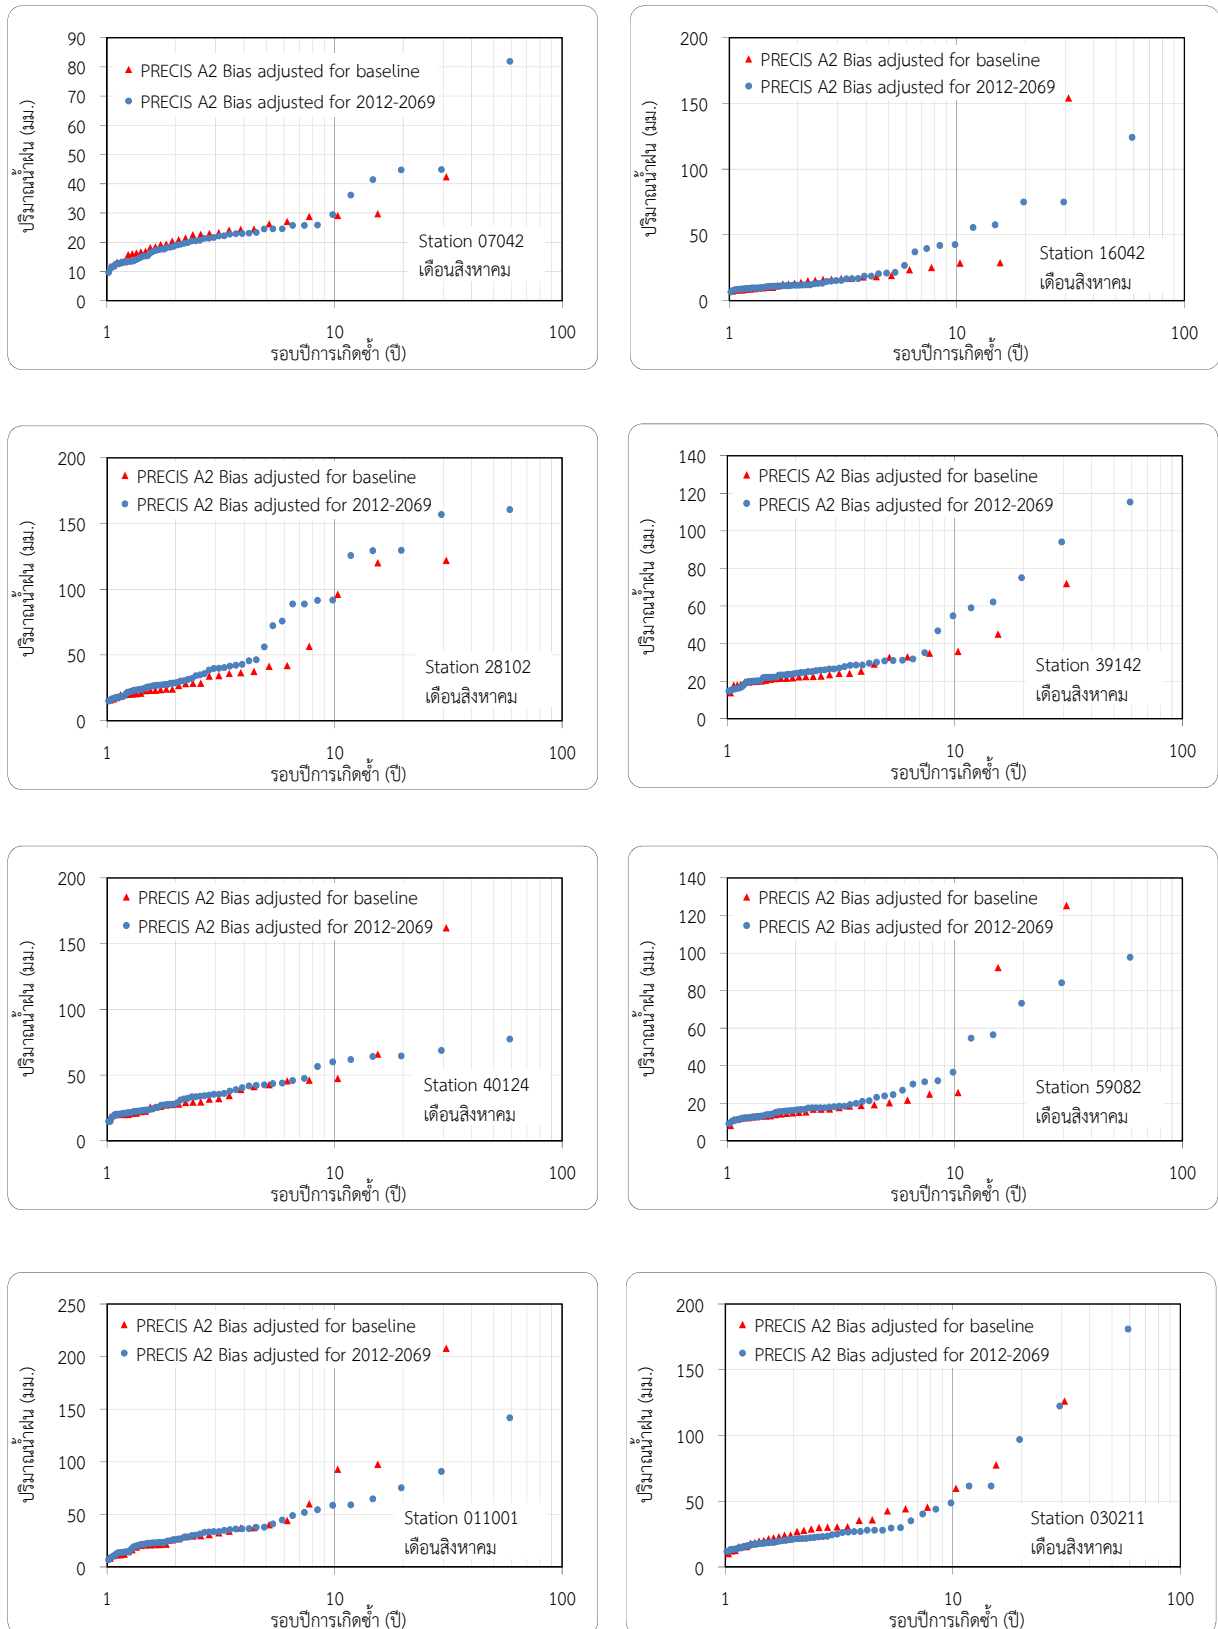 90
80
70
60
50
40
30
20
10
0
ปริมาณน้ำฝน (มม.)
PRECIS A2 Bias adjusted for baseline
PRECIS A2 Bias adjusted for 2012-2069
Station 07042
เดือนสิงหาคม
1 10 100
รอบปีการเกิดซ้ำ (ปี)
200
150
100
50
0
ปริมาณน้ำฝน (มม.)
PRECIS A2 Bias adjusted for baseline
PRECIS A2 Bias adjusted for 2012-2069
Station 16042
เดือนสิงหาคม
1 10 100
รอบปีการเกิดซ้ำ (ปี)
200
150
100
50
0
ปริมาณน้ำฝน (มม.)
PRECIS A2 Bias adjusted for baseline
PRECIS A2 Bias adjusted for 2012-2069
Station 28102
เดือนสิงหาคม
1 10 100
รอบปีการเกิดซ้ำ (ปี)
140
120
100
80
60
40
20
0
ปริมาณน้ำฝน (มม.)
PRECIS A2 Bias adjusted for baseline
PRECIS A2 Bias adjusted for 2012-2069
Station 39142
เดือนสิงหาคม
1 10 100
รอบปีการเกิดซ้ำ (ปี)
200
150
100
50
0
ปริมาณน้ำฝน (มม.)
PRECIS A2 Bias adjusted for baseline
PRECIS A2 Bias adjusted for 2012-2069
Station 40124
เดือนสิงหาคม
1 10 100
รอบปีการเกิดซ้ำ (ปี)
140
120
100
80
60
40
20
0
ปริมาณน้ำฝน (มม.)
PRECIS A2 Bias adjusted for baseline
PRECIS A2 Bias adjusted for 2012-2069
Station 59082
เดือนสิงหาคม
1 10 100
รอบปีการเกิดซ้ำ (ปี)
250
200
150
100
50
0
ปริมาณน้ำฝน (มม.)
PRECIS A2 Bias adjusted for baseline
PRECIS A2 Bias adjusted for 2012-2069
Station 011001
เดือนสิงหาคม
1 10 100
รอบปีการเกิดซ้ำ (ปี)
200
150
100
50
0
ปริมาณน้ำฝน (มม.)
PRECIS A2 Bias adjusted for baseline
PRECIS A2 Bias adjusted for 2012-2069
Station 030211
เดือนสิงหาคม
1 10 100
รอบปีการเกิดซ้ำ (ปี)